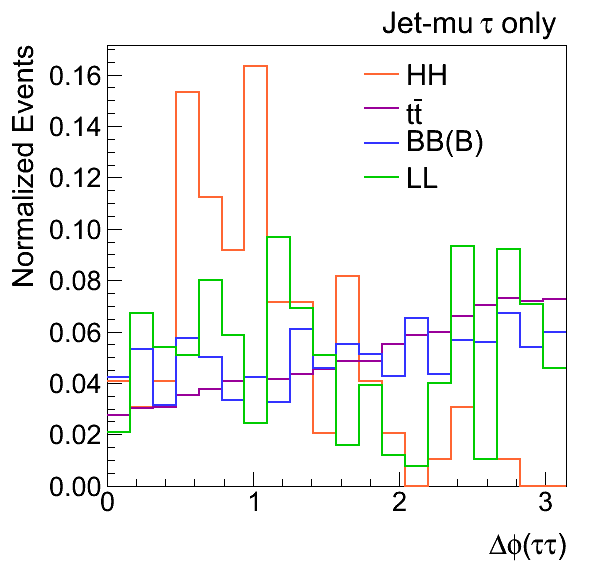 Jet-mu τ only
Normalized Events
HH
tt̄
BB(B)
LL
0.16
0.14
0.12
0.10
0.08
0.06
0.04
0.02
0.00
0 1 2 3
Δϕ(ττ)